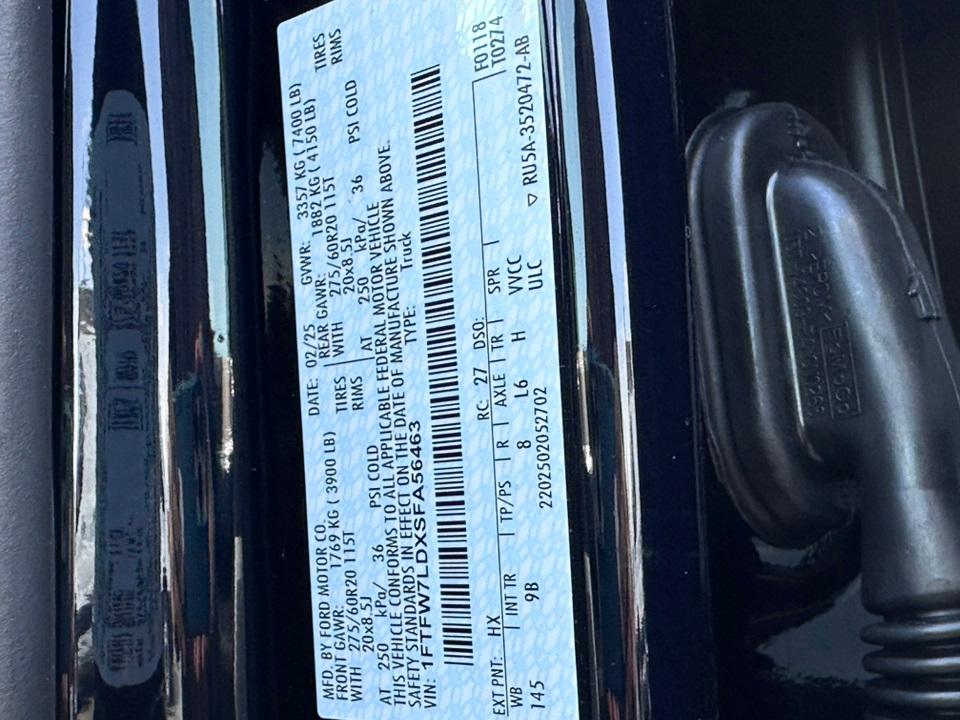 MFD. BY FORD MOTOR CO. DATE: 02/25 GVWR: 3357 KG ( 7400 LB)
FRONT GAWR: 1769 KG ( 3900 LB) REAR GAWR: 1882 KG ( 4150 LB)
WITH 275/60R20 115T TIRES WITH 275/60R20 115T TIRES
20x8.5J RIMS 20x8.5J RIMS
AT 250 kPa/ 36 PSI COLD AT 250 kPa/ 36 PSI COLD
THIS VEHICLE CONFORMS TO ALL APPLICABLE FEDERAL MOTOR VEHICLE
SAFETY STANDARDS IN EFFECT ON THE DATE OF MANUFACTURE SHOWN ABOVE.
VIN: 1FTFW7LDXSFA56463 TYPE: Truck
F0118
T0274
EXT PNT: HX RC: 27 DSO:
WB INT TR TP/PS R AXLE TR SPR
145 9B 8 L6 H VVCC
ULC
220250205270​2 ▽ RU5A-3520472-AB